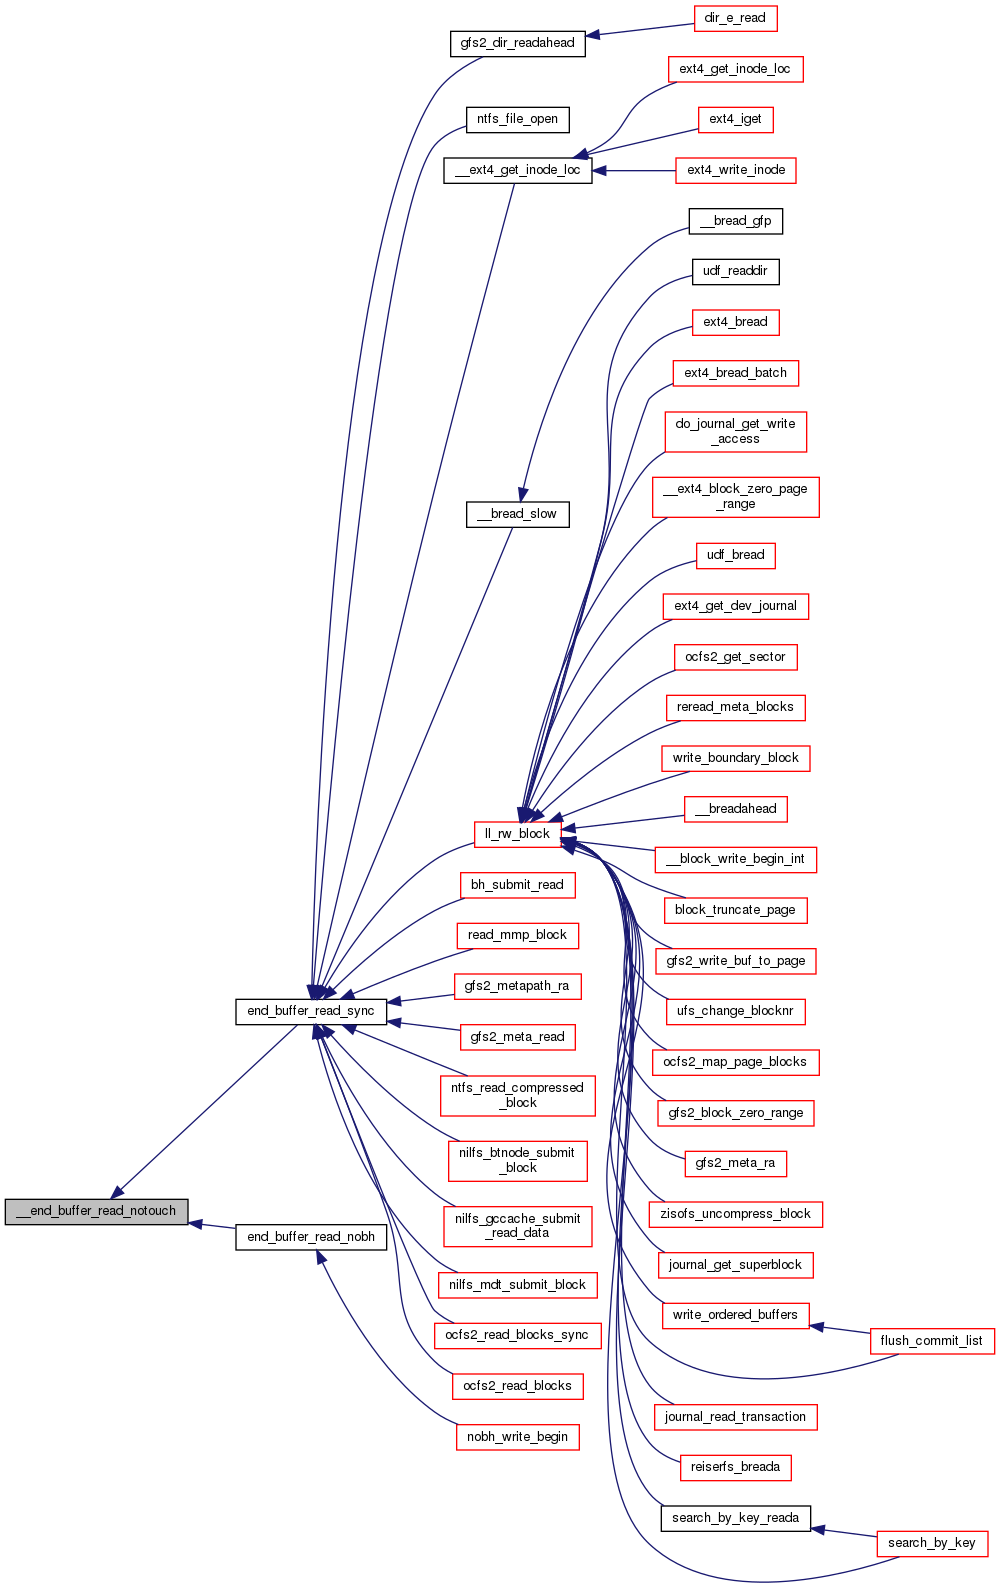 dir_e_read
gfs2_dir_readahead
ext4_get_inode_loc
ntfs_file_open
ext4_iget
__ext4_get_inode_loc
ext4_write_inode
__bread_gfp
udf_readdir
ext4_bread
ext4_bread_batch
do_journal_get_write
_access
__ext4_block_zero_page
_range
__bread_slow
udf_bread
ext4_get_dev_journal
ocfs2_get_sector
reread_meta_blocks
write_boundary_block
__breadahead
ll_rw_block
__block_write_begin_int
bh_submit_read
block_truncate_page
read_mmp_block
gfs2_write_buf_to_page
gfs2_metapath_ra
end_buffer_read_sync
ufs_change_blocknr
gfs2_meta_read
ocfs2_map_page_blocks
ntfs_read_compressed
_block
gfs2_block_zero_range
nilfs_btnode_submit
_block
gfs2_meta_ra
__end_buffer_read_notouch
zisofs_uncompress_block
nilfs_gccache_submit
_read_data
end_buffer_read_nobh
journal_get_superblock
nilfs_mdt_submit_block
write_ordered_buffers
ocfs2_read_blocks_sync
flush_commit_list
ocfs2_read_blocks
journal_read_transaction
nobh_write_begin
reiserfs_breada
search_by_key_reada
search_by_key